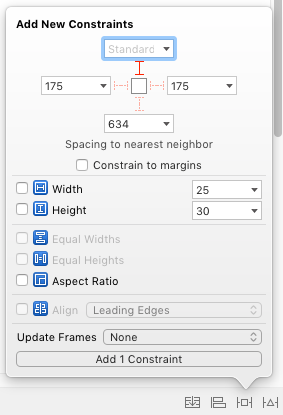 Add New Constraints
Standard
175
175
634
Spacing to nearest neighbor
Constrain to margins
Width
25
Height
30
Equal Widths
Equal Heights
Aspect Ratio
Align
Leading Edges
Update Frames
None
Add 1 Constraint